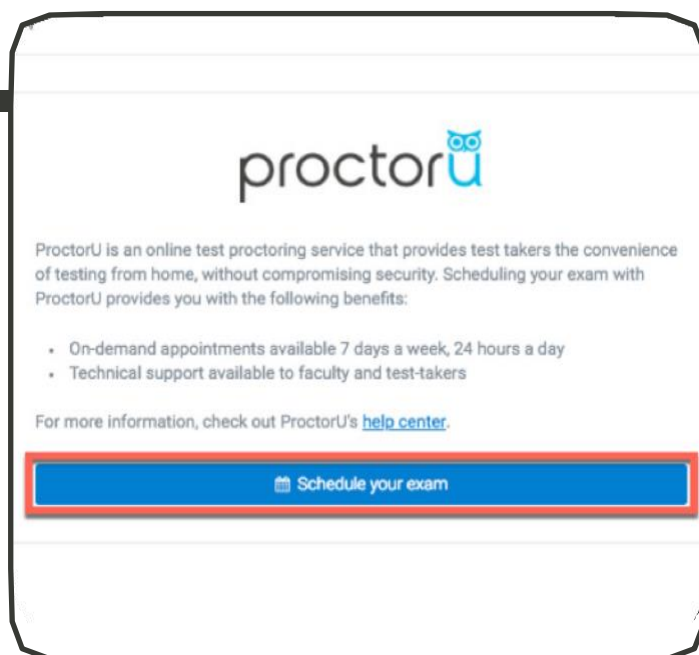 proctoru
ProctorU is an online test proctoring service that provides test takers the convenience
of testing from home, without compromising security. Scheduling your exam with
ProctorU provides you with the following benefits:
• On-demand appointments available 7 days a week, 24 hours a day
• Technical support available to faculty and test-takers
For more information, check out ProctorU's help center.
Schedule your exam